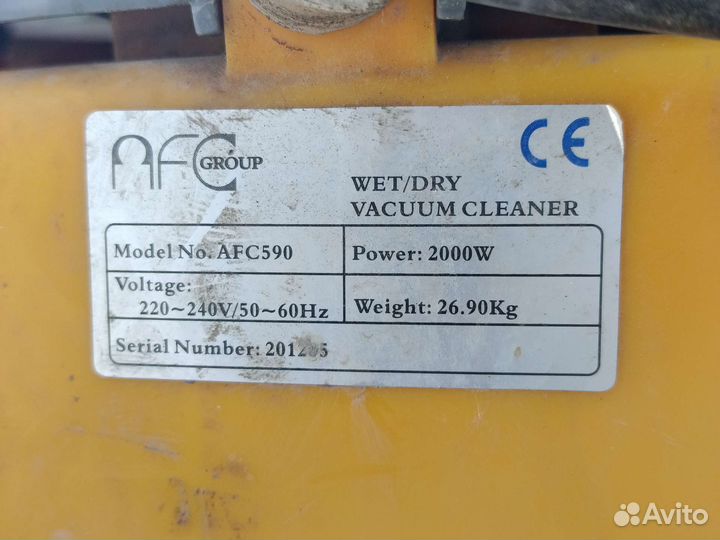 AFC
GROUP
CE
WET/DRY
VACUUM CLEANER
Model No. AFC590
Power: 2000W
Voltage:
220~240V/50~60Hz
Weight: 26.90Kg
Serial Number:
Avito